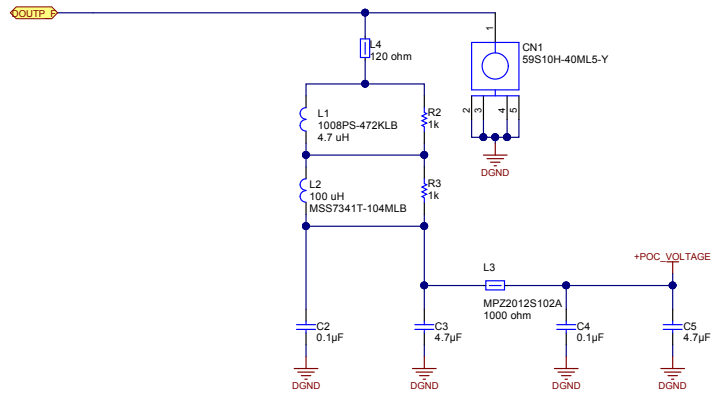 DOUTP_F
L4
120 ohm
1
CN1
59S10H-40ML5-Y
L1
1008PS-472KLB
4.7 uH
R2
1k
2
3
4
5
DGND
L2
100 uH
MSS7341T-104MLB
R3
1k
+POC_VOLTAGE
L3
MPZ2012S102A
1000 ohm
C2
0.1µF
C3
4.7µF
C4
0.1µF
C5
4.7µF
DGND
DGND
DGND
DGND